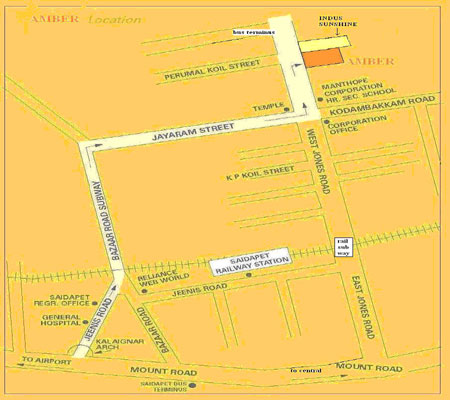 AMBER Location
INDUS
SUNSHINE
bus terminus
AMBER
PERUMAL KOIL STREET
MANTHOPE
CORPORATION
HR. SEC. SCHOOL
TEMPLE
KODAMBAKKAM ROAD
CORPORATION
OFFICE
JAYARAM STREET
WEST JONES ROAD
K P KOIL STREET
BAZAAR ROAD SUBWAY
rail
sub
way
SAIDAPET
RAILWAY STATION
RELIANCE
WEB WORLD
JEENIS ROAD
SAIDAPET
REGR. OFFICE
GENERAL
HOSPITAL
JEENIS ROAD
BAZAAR ROAD
EAST JONES ROAD
KALAIGNAR
ARCH
TO AIRPORT
MOUNT ROAD
to central
MOUNT ROAD
SAIDAPET BUS
TERMINUS